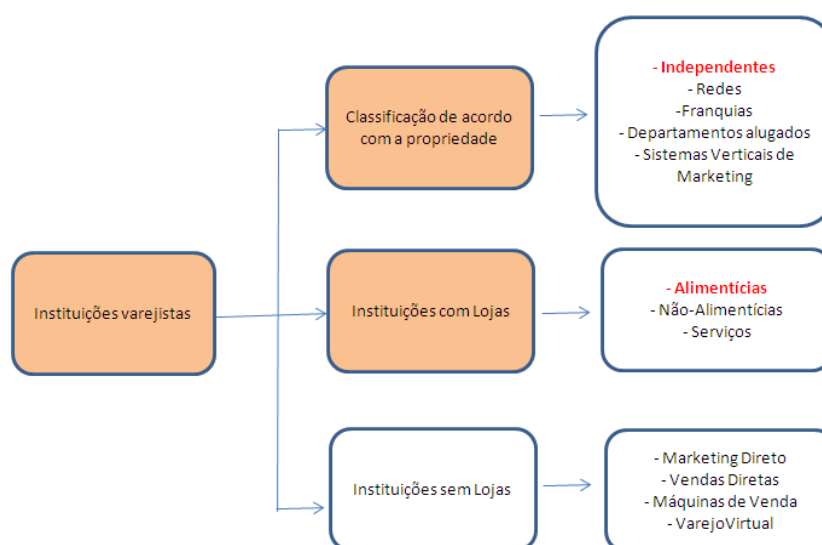 Instituições varejistas
Classificação de acordo
com a propriedade
- Independentes
- Redes
-Franquias
- Departamentos alugados
- Sistemas Verticais de
Marketing
Instituições com Lojas
- Alimentícias
- Não-Alimentícias
- Serviços
Instituições sem Lojas
- Marketing Direto
- Vendas Diretas
- Máquinas de Venda
- VarejoVirtual